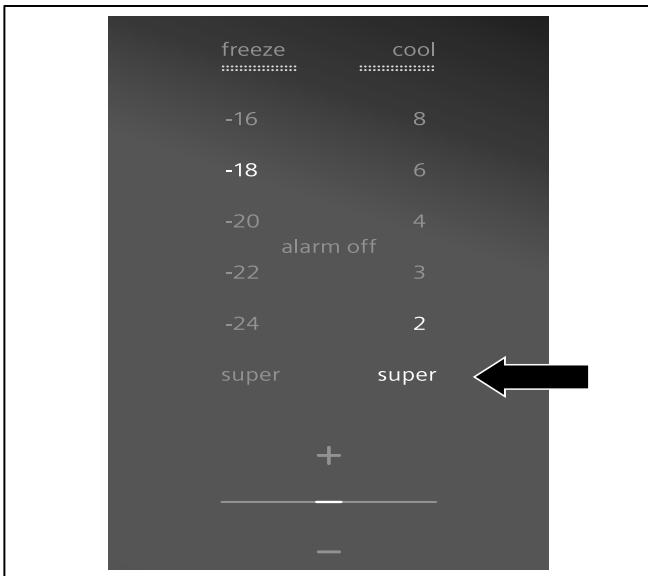 freeze cool
-16 8
-18 6
-20 4
alarm off
-22 3
-24 2
super super
+
−